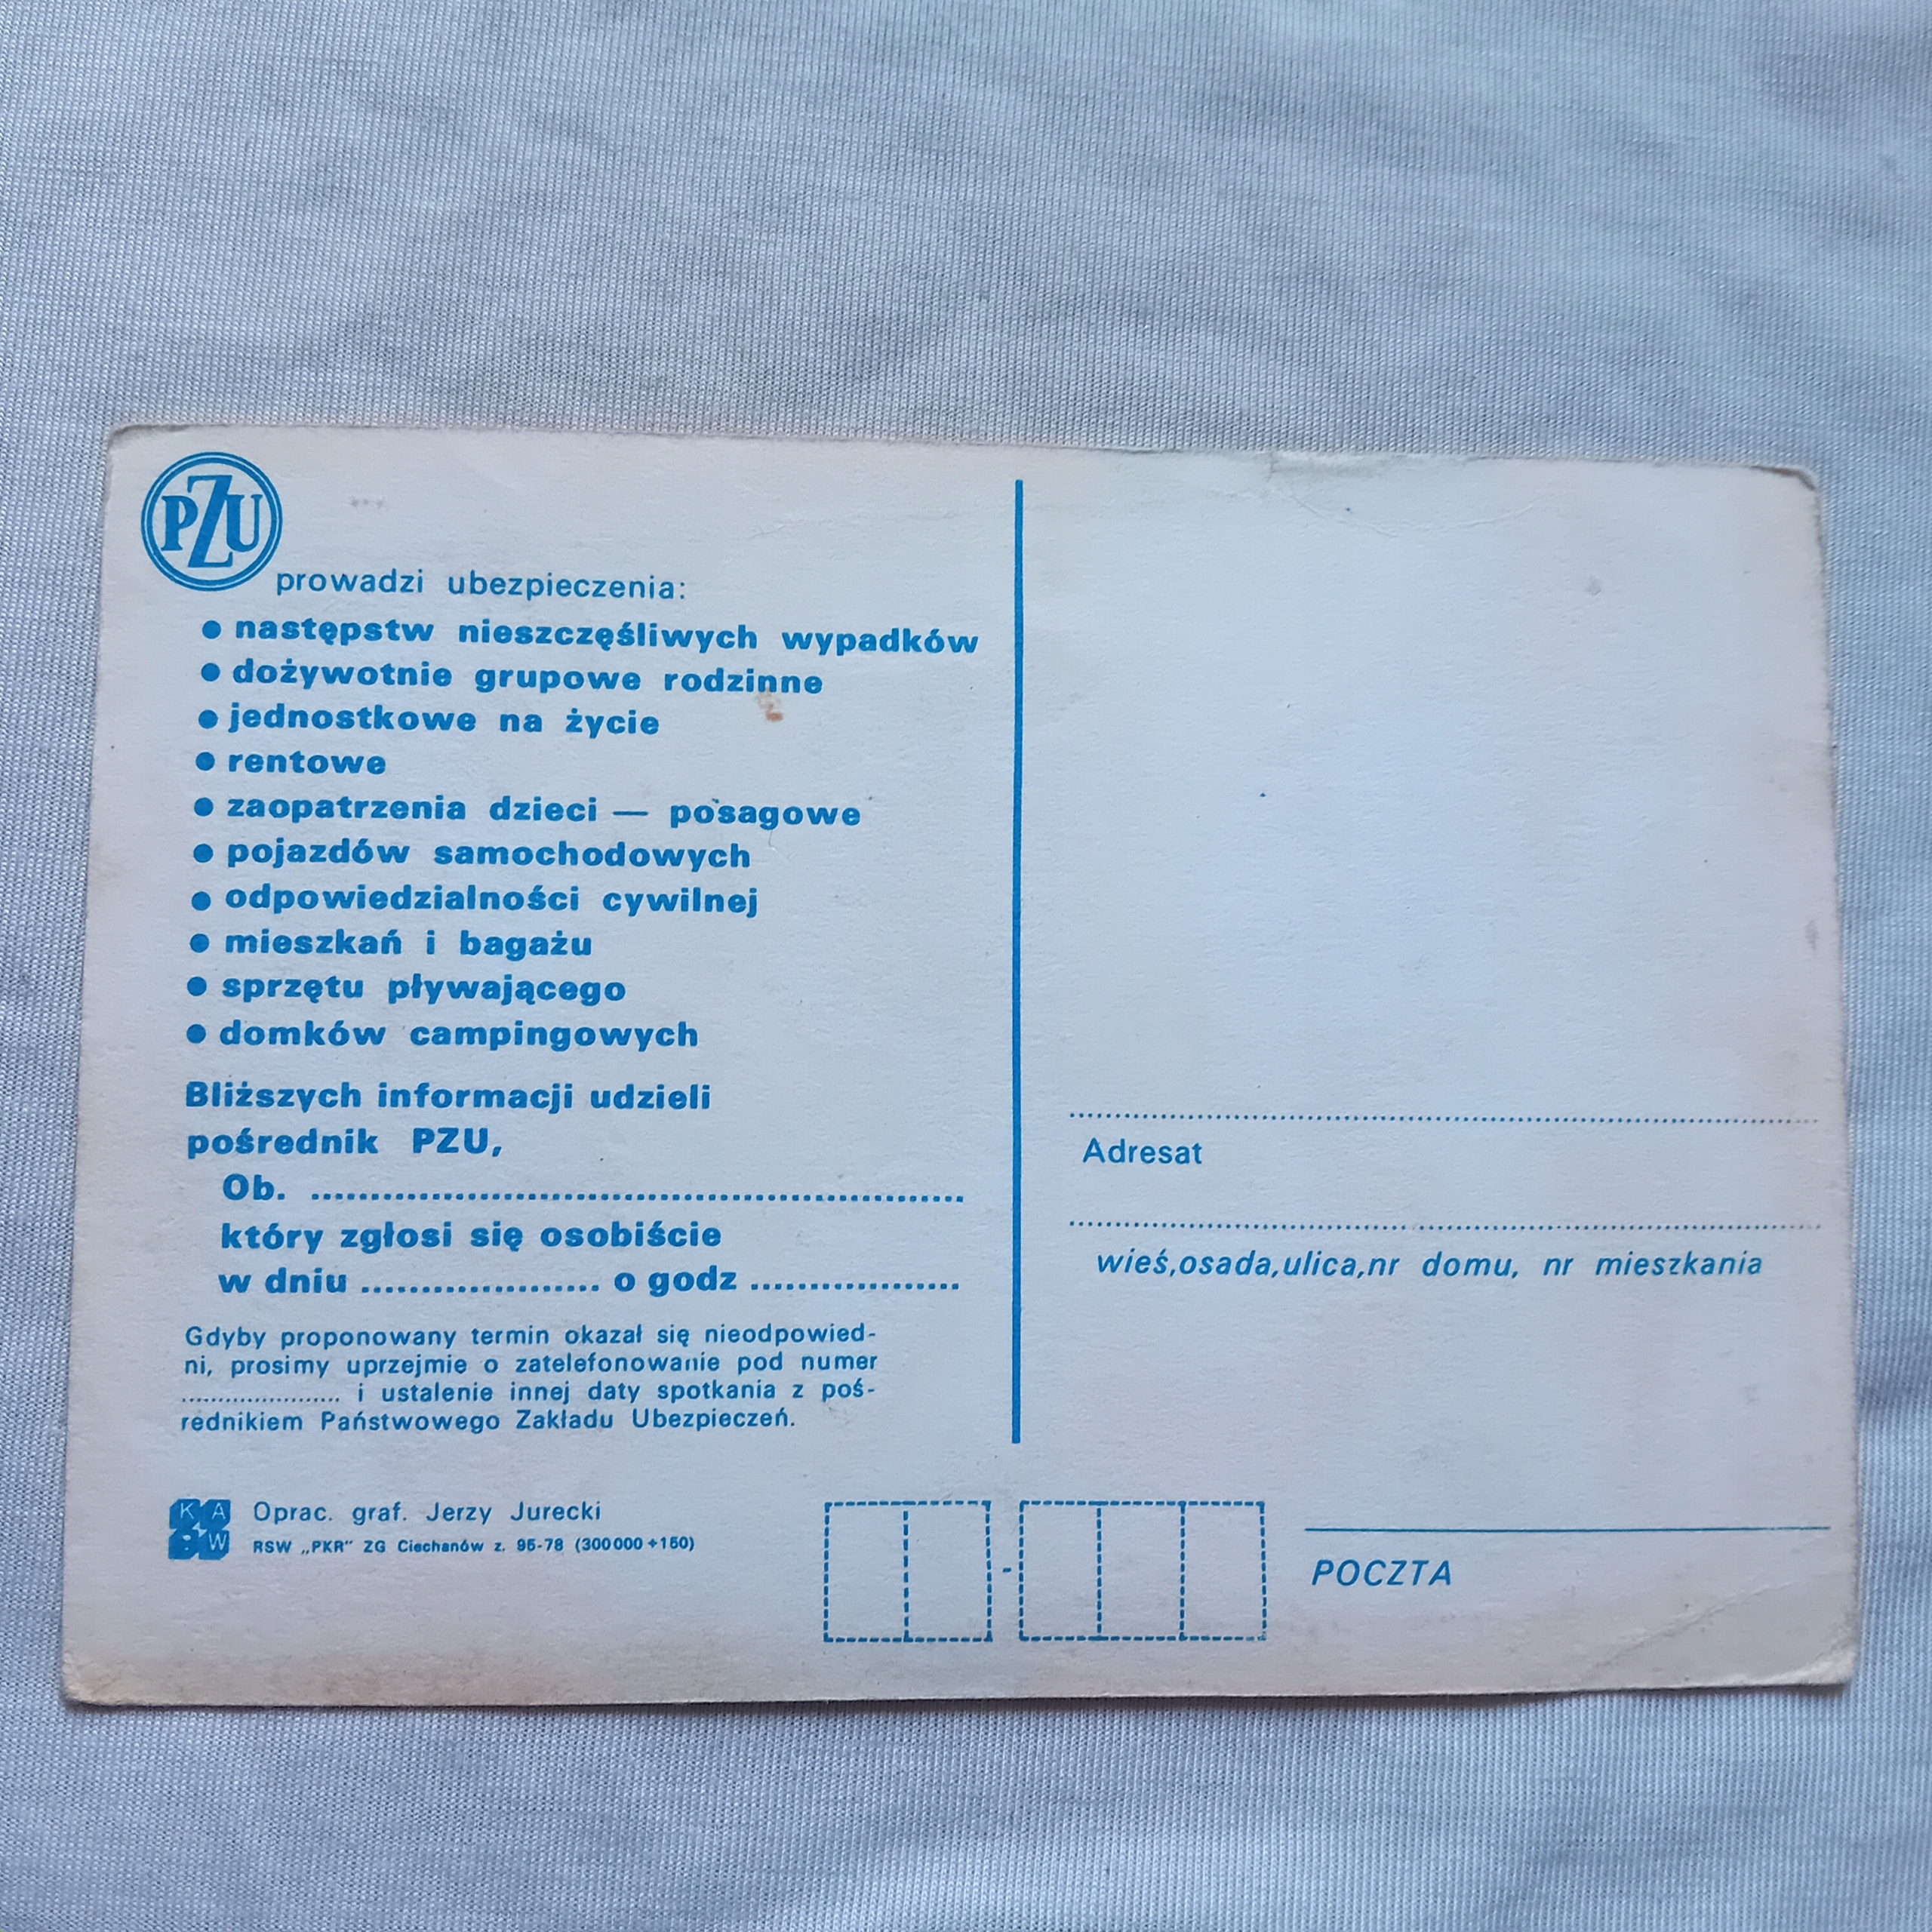 PZU
prowadzi ubezpieczenia:
● następstw nieszczęśliwych wypadków
● dożywotnie grupowe rodzinne
● jednostkowe na życie
● rentowe
● zaopatrzenia dzieci — posagowe
● pojazdów samochodowych
● odpowiedzialności cywilnej
● mieszkań i bagażu
● sprzętu pływającego
● domków campingowych
Bliższych informacji udzieli
pośrednik PZU,
Ob. ......................................................
który zgłosi się osobiście
w dniu .................... o godz ..................
Gdyby proponowany termin okazał się nieodpowied-
ni, prosimy uprzejmie o zatelefonowanie pod numer
...................... i ustalenie innej daty spotkania z poś-
rednikiem Państwowego Zakładu Ubezpieczeń.
KAW
Oprac. graf. Jerzy Jurecki
RSW „PKR” ZG Ciechanów z. 95-78 (300000+150)
Adresat
wieś,osada,ulica,nr domu, nr mieszkania
-
POCZTA